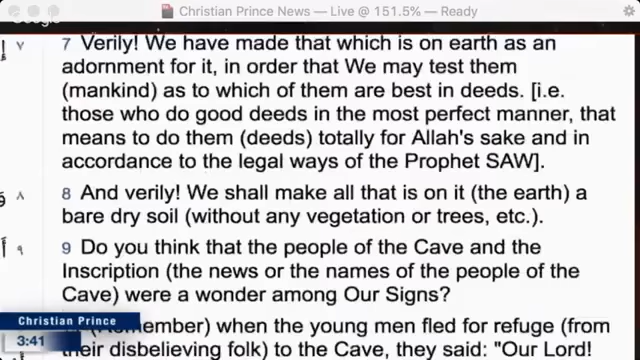 Christian Prince News — Live @ 151.5% — Ready
7 Verily! We have made that which is on earth as an
adornment for it, in order that We may test them
(mankind) as to which of them are best in deeds. [i.e.
those who do good deeds in the most perfect manner, that
means to do them (deeds) totally for Allah's sake and in
accordance to the legal ways of the Prophet SAW].
٧
8 And verily! We shall make all that is on it (the earth) a
bare dry soil (without any vegetation or trees, etc.).
٨
9 Do you think that the people of the Cave and the
Inscription (the news or the names of the people of the
Cave) were a wonder among Our Signs?
٩
Christian Prince
3:41
when the young men fled for refuge (from
their disbelieving folk) to the Cave, they said: "Our Lord!